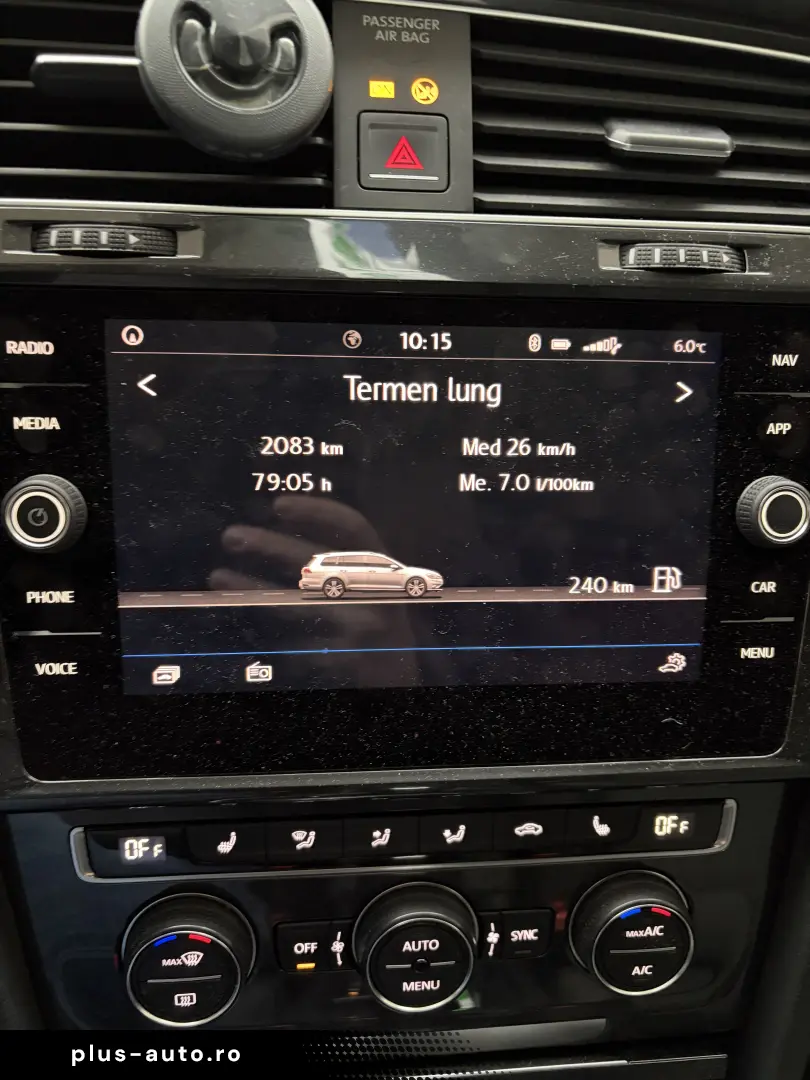 PASSENGER
AIR BAG
ON
RADIO
10:15
6.0°C
NAV
MEDIA
Termen lung
APP
2083 km
Med 26 km/h
79:05 h
Me. 7.0 l/100km
PHONE
240 km
CAR
VOICE
MENU
OFF
OFF
MAX
OFF
AUTO
MENU
SYNC
MAX A/C
A/C
plus-auto.ro